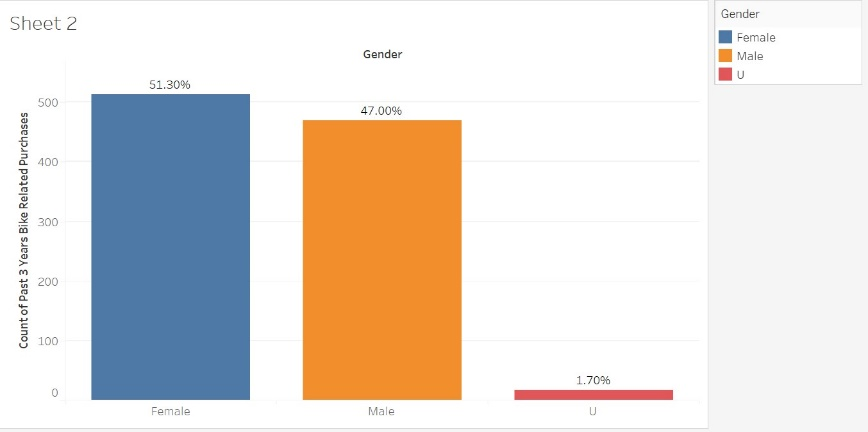 Sheet 2
Gender
Count of Past 3 Years Bike Related Purchases
500
400
300
200
100
0
51.30%
47.00%
1.70%
Female
Male
U
Gender
Female
Male
U